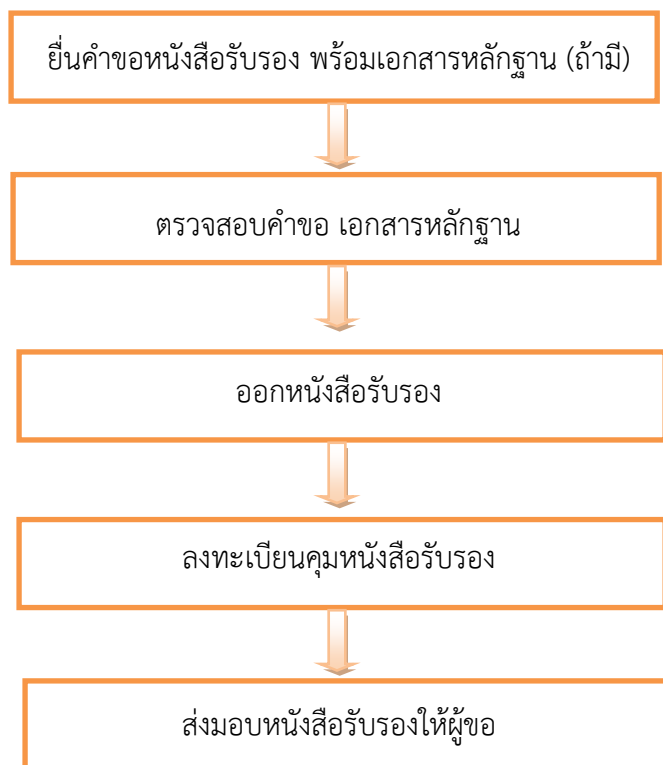 ยื่นคำขอหนังสือรับรอง พร้อมเอกสารหลักฐาน (ถ้ามี)
ตรวจสอบคำขอ เอกสารหลักฐาน
ออกหนังสือรับรอง
ลงทะเบียนคุมหนังสือรับรอง
ส่งมอบหนังสือรับรองให้ผู้ขอ